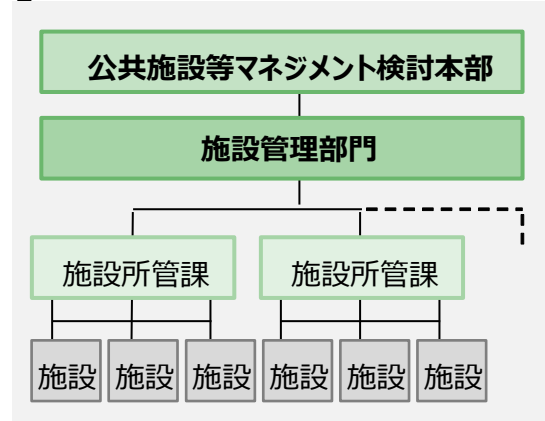 公共施設等マネジメント検討本部
施設管理部門
施設所管課 施設所管課
施設 施設 施設 施設 施設 施設